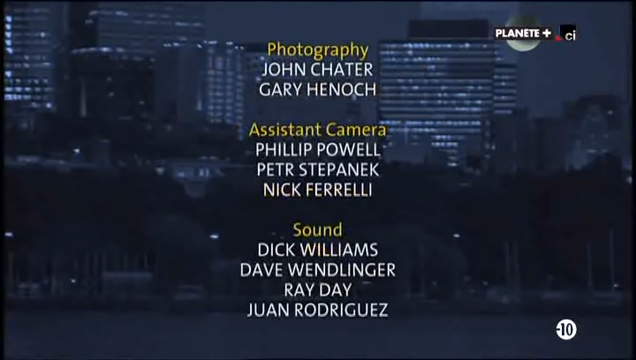 PLANETE + CI
Photography
JOHN CHATER
GARY HENOCH
Assistant Camera
PHILLIP POWELL
PETR STEPANEK
NICK FERRELLI
Sound
DICK WILLIAMS
DAVE WENDLINGER
RAY DAY
JUAN RODRIGUEZ
-10